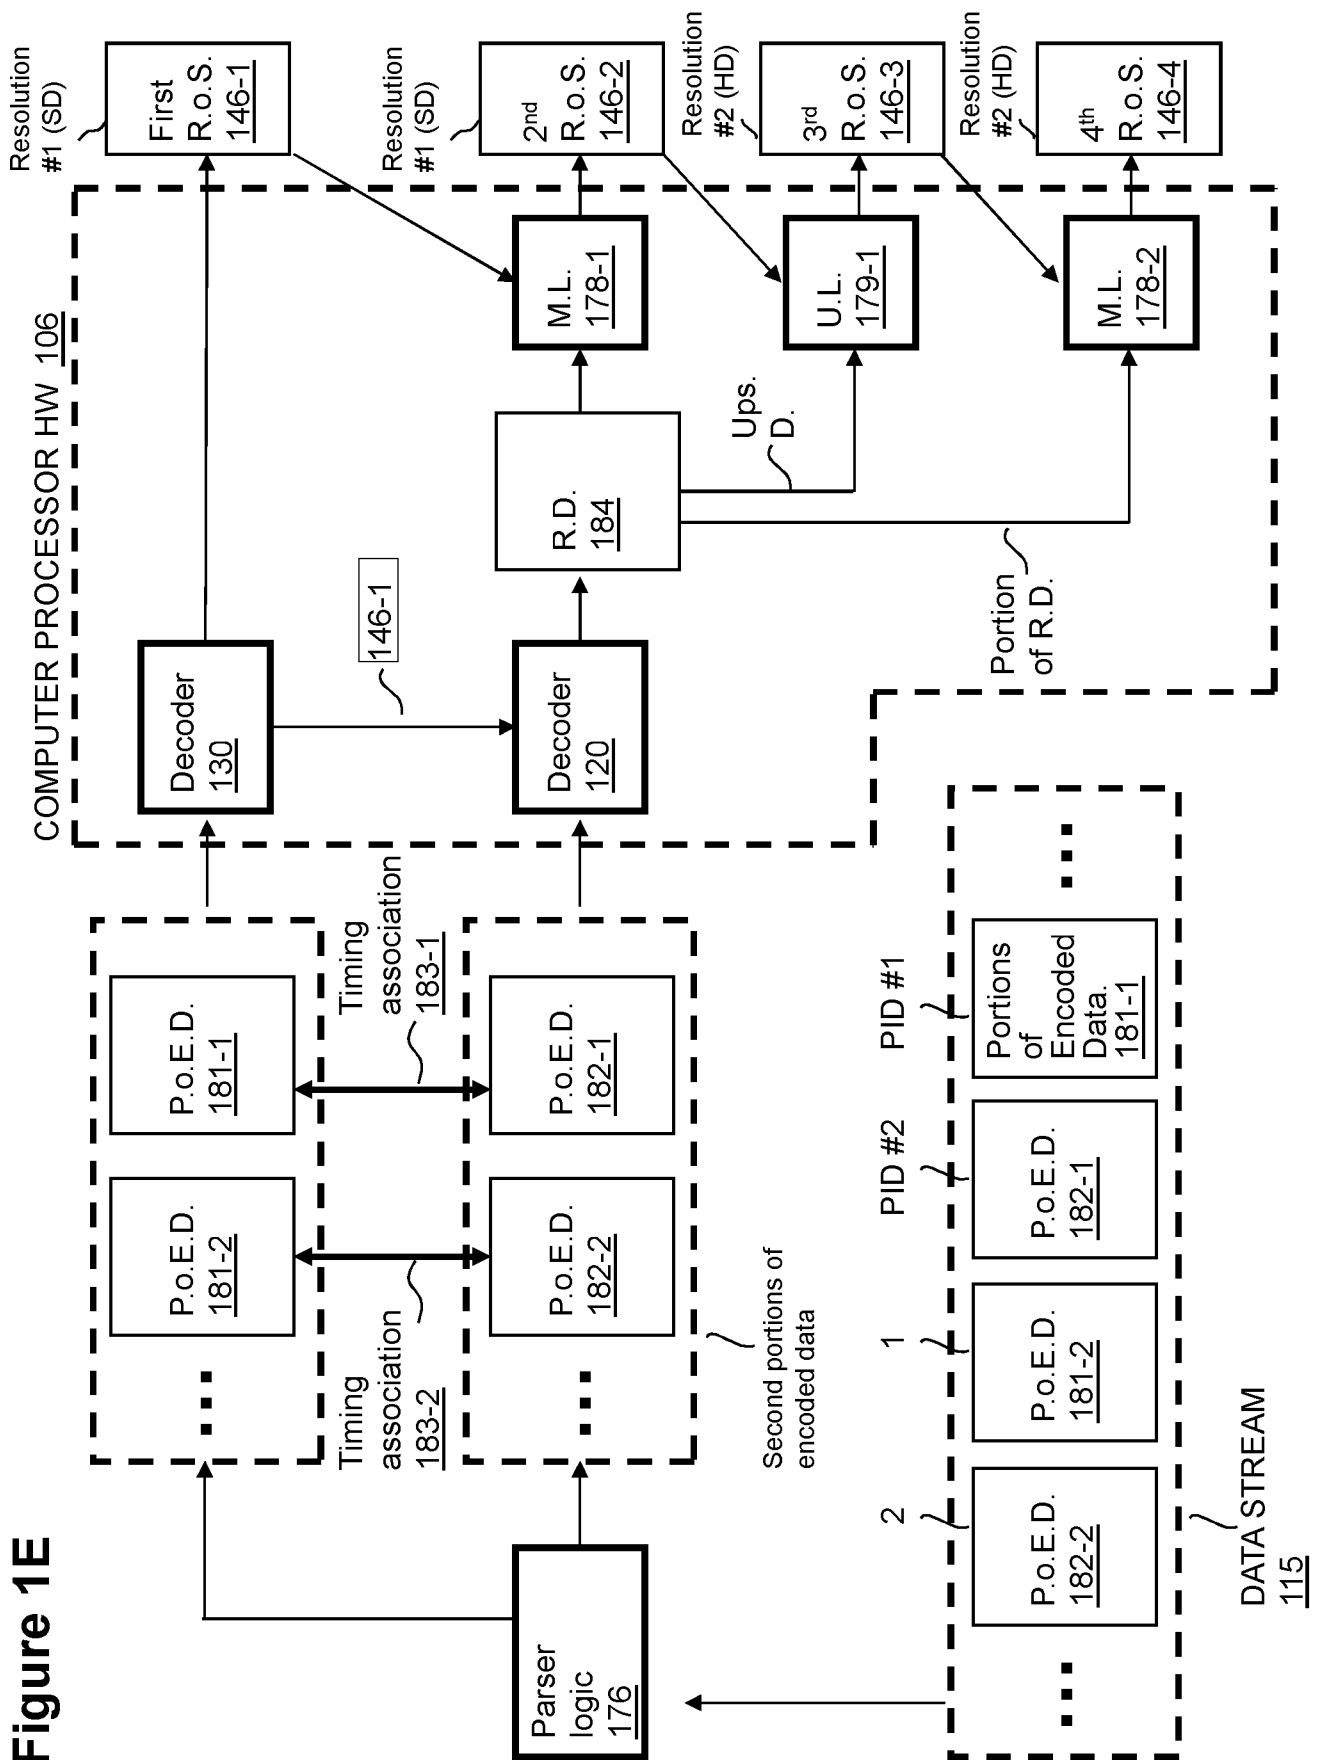 Figure 1E
COMPUTER PROCESSOR HW 106
Resolution
#1 (SD)
First
R.o.S.
146-1
Resolution
#1 (SD)
2nd
R.o.S.
146-2
Resolution
#2 (HD)
3rd
R.o.S.
146-3
Resolution
#2 (HD)
4th
R.o.S.
146-4
Decoder
130
146-1
Decoder
120
R.D.
184
M.L.
178-1
U.L.
179-1
M.L.
178-2
Ups.
D.
Portion
of R.D.
P.o.E.D.
181-2
P.o.E.D.
181-1
Timing
association
183-2
Timing
association
183-1
P.o.E.D.
182-2
P.o.E.D.
182-1
Second portions of
encoded data
Parser
logic
176
2
1
PID #2
PID #1
P.o.E.D.
182-2
P.o.E.D.
181-2
P.o.E.D.
182-1
Portions
of
Encoded
Data.
181-1
DATA STREAM
115